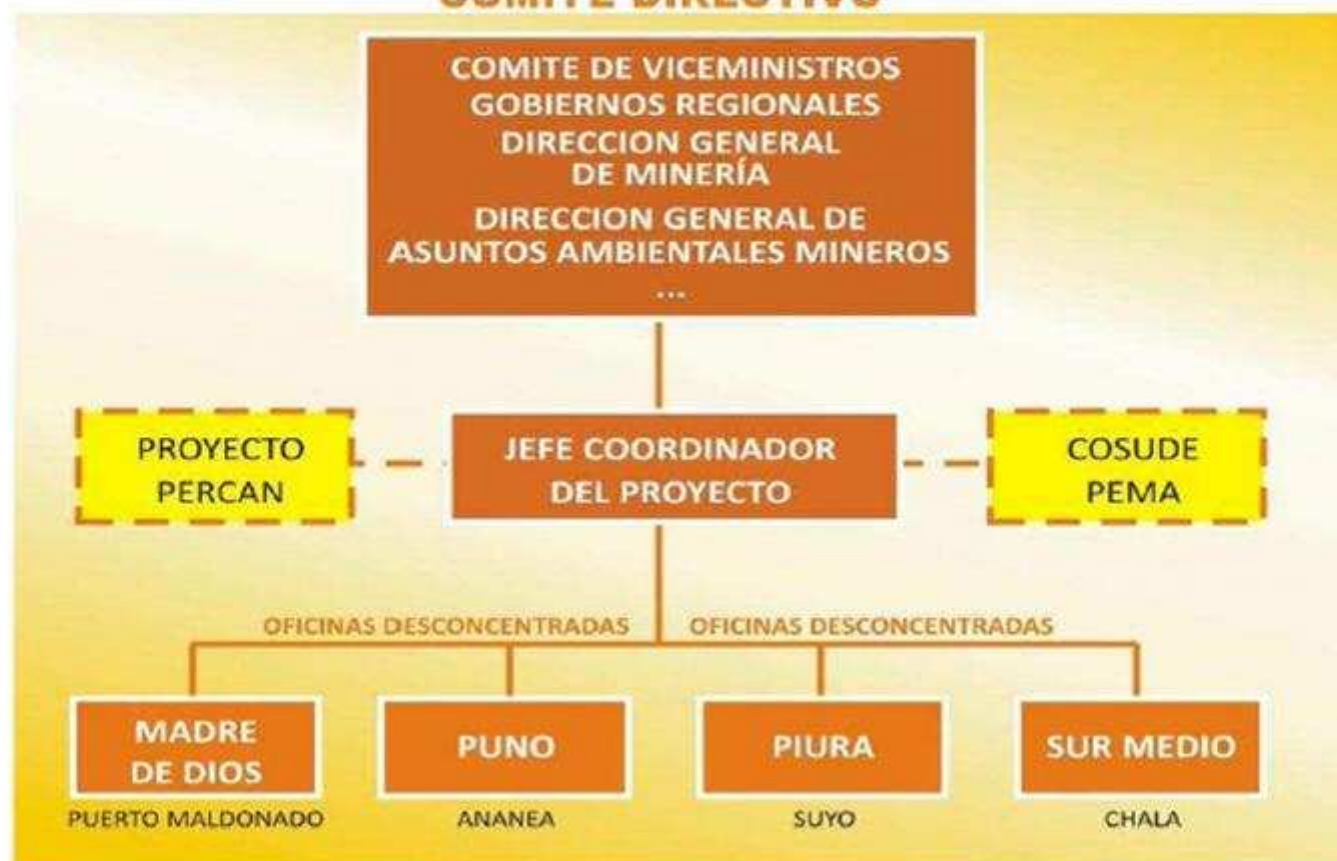 COMITE DIRECTIVO
COMITE DE VICEMINISTROS
GOBIERNOS REGIONALES
DIRECCION GENERAL
DE MINERÍA
DIRECCION GENERAL DE
ASUNTOS AMBIENTALES MINEROS
...
PROYECTO
PERCAN
JEFE COORDINADOR
DEL PROYECTO
COSUDE
PEMA
OFICINAS DESCONCENTRADAS
OFICINAS DESCONCENTRADAS
MADRE
DE DIOS
PUNO
PIURA
SUR MEDIO
PUERTO MALDONADO
ANANEA
SUYO
CHALA